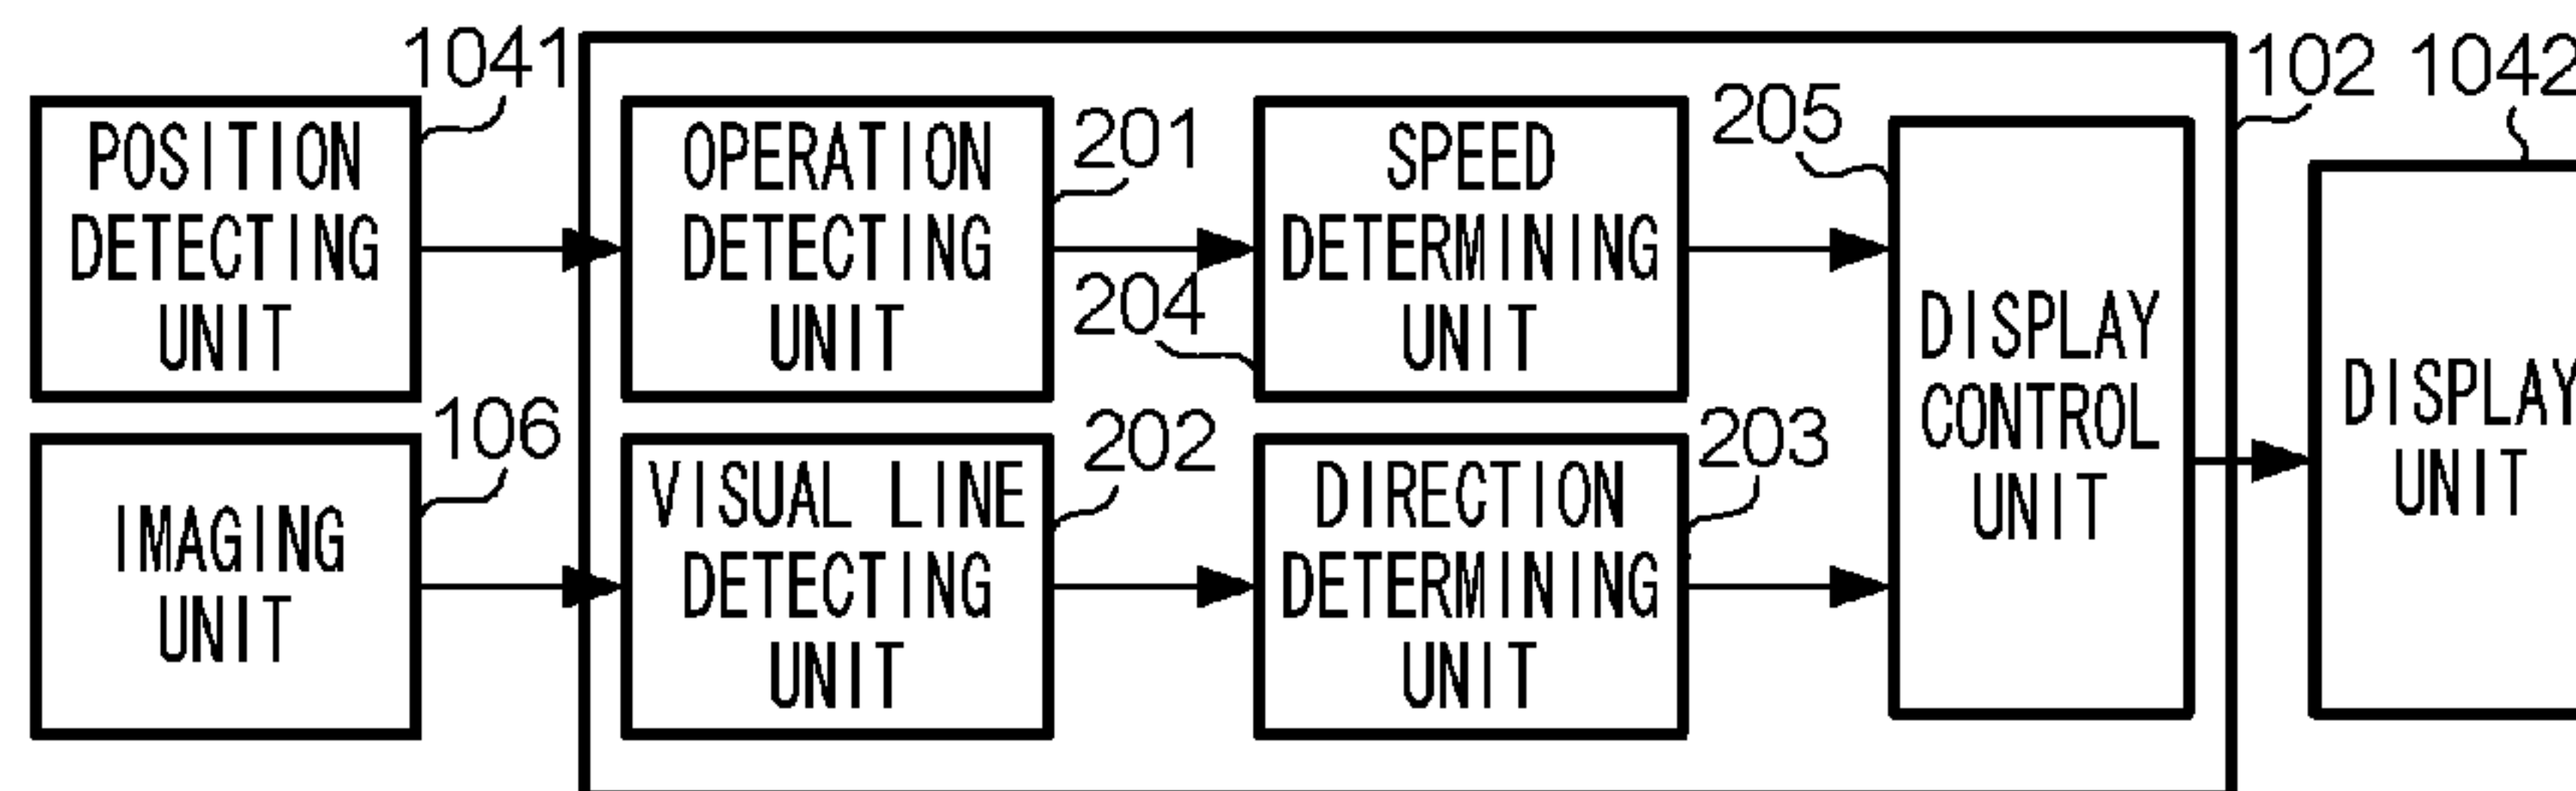 1041
POSITION
DETECTING
UNIT
OPERATION
DETECTING
UNIT
201
204
SPEED
DETERMINING
UNIT
205
DISPLAY
CONTROL
UNIT
102
1042
DISPLAY
UNIT
106
IMAGING
UNIT
VISUAL LINE
DETECTING
UNIT
202
DIRECTION
DETERMINING
UNIT
203